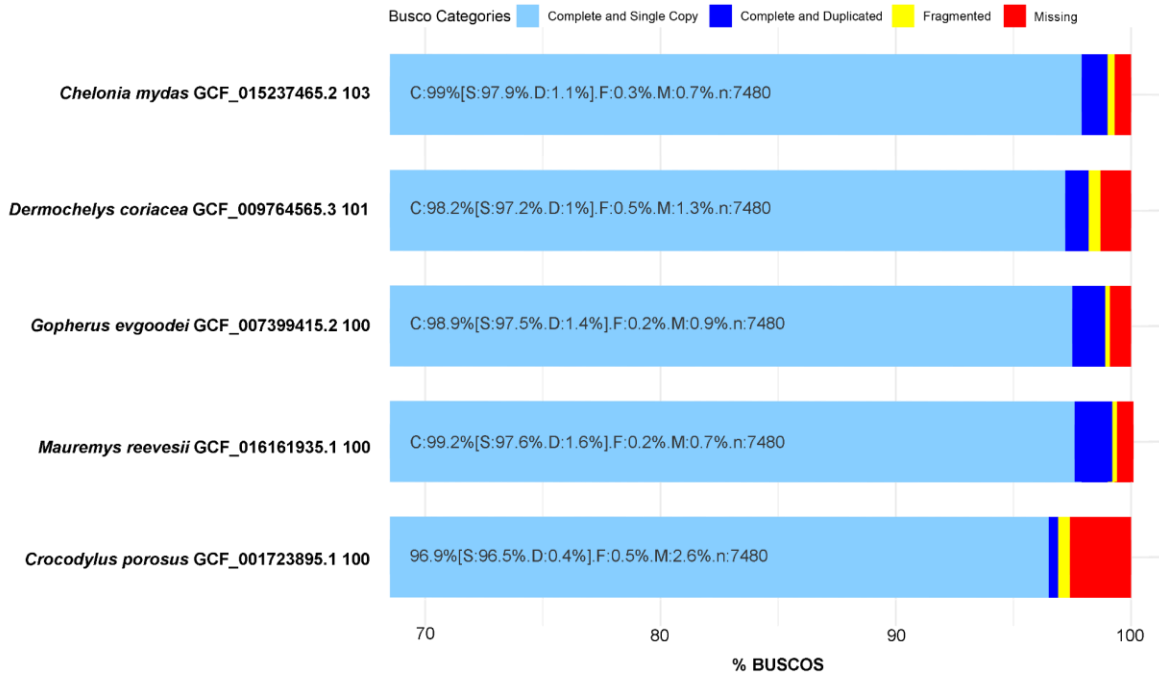 Busco Categories Complete and Single Copy Complete and Duplicated Fragmented Missing
Chelonia mydas GCF_015237465.2 103
C:99%[S:97.9%.D:1.1%].F:0.3%.M:0.7%.n:7480
Dermochelys coriacea GCF_009764565.3 101
C:98.2%[S:97.2%.D:1%].F:0.5%.M:1.3%.n:7480
Gopherus evgoodei GCF_007399415.2 100
C:98.9%[S:97.5%.D:1.4%].F:0.2%.M:0.9%.n:7480
Mauremys reevesii GCF_016161935.1 100
C:99.2%[S:97.6%.D:1.6%].F:0.2%.M:0.7%.n:7480
Crocodylus porosus GCF_001723895.1 100
96.9%[S:96.5%.D:0.4%].F:0.5%.M:2.6%.n:7480
70 80 90 100
% BUSCOS